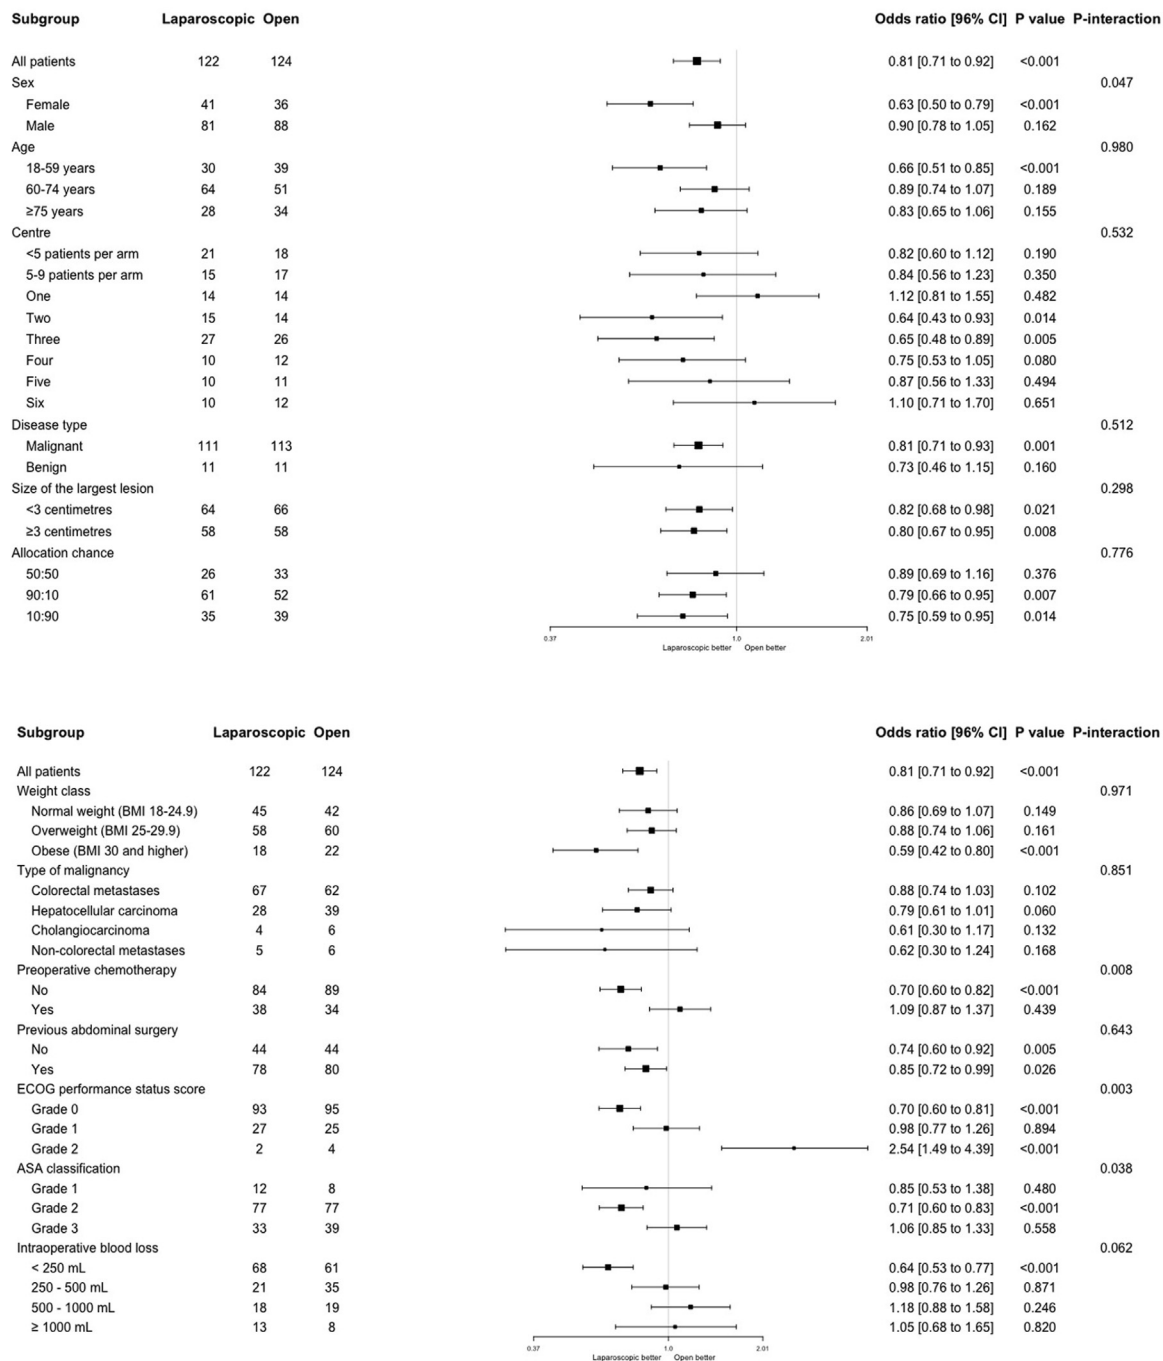 Subgroup Laparoscopic Open Odds ratio [96% CI] P value P-interaction
All patients 122 124 0.81 [0.71 to 0.92] <0.001
Sex 0.047
Female 41 36 0.63 [0.50 to 0.79] <0.001
Male 81 88 0.90 [0.78 to 1.05] 0.162
Age 0.980
18-59 years 30 39 0.66 [0.51 to 0.85] <0.001
60-74 years 64 51 0.89 [0.74 to 1.07] 0.189
≥75 years 28 34 0.83 [0.65 to 1.06] 0.155
Centre 0.532
<5 patients per arm 21 18 0.82 [0.60 to 1.12] 0.190
5-9 patients per arm 15 17 0.84 [0.56 to 1.23] 0.350
One 14 14 1.12 [0.81 to 1.55] 0.482
Two 15 14 0.64 [0.43 to 0.93] 0.014
Three 27 26 0.65 [0.48 to 0.89] 0.005
Four 10 12 0.75 [0.53 to 1.05] 0.080
Five 10 11 0.87 [0.56 to 1.33] 0.494
Six 10 12 1.10 [0.71 to 1.70] 0.651
Disease type 0.512
Malignant 111 113 0.81 [0.71 to 0.93] 0.001
Benign 11 11 0.73 [0.46 to 1.15] 0.160
Size of the largest lesion 0.298
<3 centimetres 64 66 0.82 [0.68 to 0.98] 0.021
≥3 centimetres 58 58 0.80 [0.67 to 0.95] 0.008
Allocation chance 0.776
50:50 26 33 0.89 [0.69 to 1.16] 0.376
90:10 61 52 0.79 [0.66 to 0.95] 0.007
10:90 35 39 0.75 [0.59 to 0.95] 0.014
0.37 1.0 2.01
Laparoscopic better Open better
Subgroup Laparoscopic Open Odds ratio [96% CI] P value P-interaction
All patients 122 124 0.81 [0.71 to 0.92] <0.001
Weight class 0.971
Normal weight (BMI 18-24.9) 45 42 0.86 [0.69 to 1.07] 0.149
Overweight (BMI 25-29.9) 58 60 0.88 [0.74 to 1.06] 0.161
Obese (BMI 30 and higher) 18 22 0.59 [0.42 to 0.80] <0.001
Type of malignancy 0.851
Colorectal metastases 67 62 0.88 [0.74 to 1.03] 0.102
Hepatocellular carcinoma 28 39 0.79 [0.61 to 1.01] 0.060
Cholangiocarcinoma 4 6 0.61 [0.30 to 1.17] 0.132
Non-colorectal metastases 5 6 0.62 [0.30 to 1.24] 0.168
Preoperative chemotherapy 0.008
No 84 89 0.70 [0.60 to 0.82] <0.001
Yes 38 34 1.09 [0.87 to 1.37] 0.439
Previous abdominal surgery 0.643
No 44 44 0.74 [0.60 to 0.92] 0.005
Yes 78 80 0.85 [0.72 to 0.99] 0.026
ECOG performance status score 0.003
Grade 0 93 95 0.70 [0.60 to 0.81] <0.001
Grade 1 27 25 0.98 [0.77 to 1.26] 0.894
Grade 2 2 4 2.54 [1.49 to 4.39] <0.001
ASA classification 0.038
Grade 1 12 8 0.85 [0.53 to 1.38] 0.480
Grade 2 77 77 0.71 [0.60 to 0.83] <0.001
Grade 3 33 39 1.06 [0.85 to 1.33] 0.558
Intraoperative blood loss 0.062
< 250 mL 68 61 0.64 [0.53 to 0.77] <0.001
250 - 500 mL 21 35 0.98 [0.76 to 1.26] 0.871
500 - 1000 mL 18 19 1.18 [0.88 to 1.58] 0.246
≥ 1000 mL 13 8 1.05 [0.68 to 1.65] 0.820
0.37 1.0 2.01
Laparoscopic better Open better